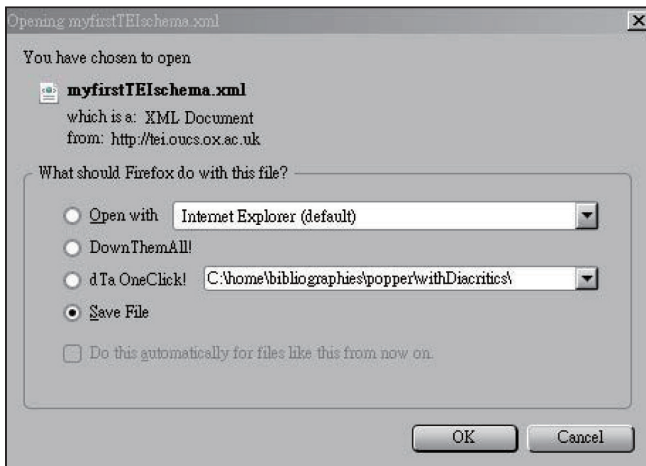 Opening myfirstTEIschema.xml
You have chosen to open
myfirstTEIschema.xml
which is a: XML Document
from: http://tei.oucs.ox.ac.uk
What should Firefox do with this file?
Open with Internet Explorer (default)
DownThemAll!
dTa OneClick! C:\home\bibliographies\popper\withDiacritics\
Save File
Do this automatically for files like this from now on.
OK Cancel